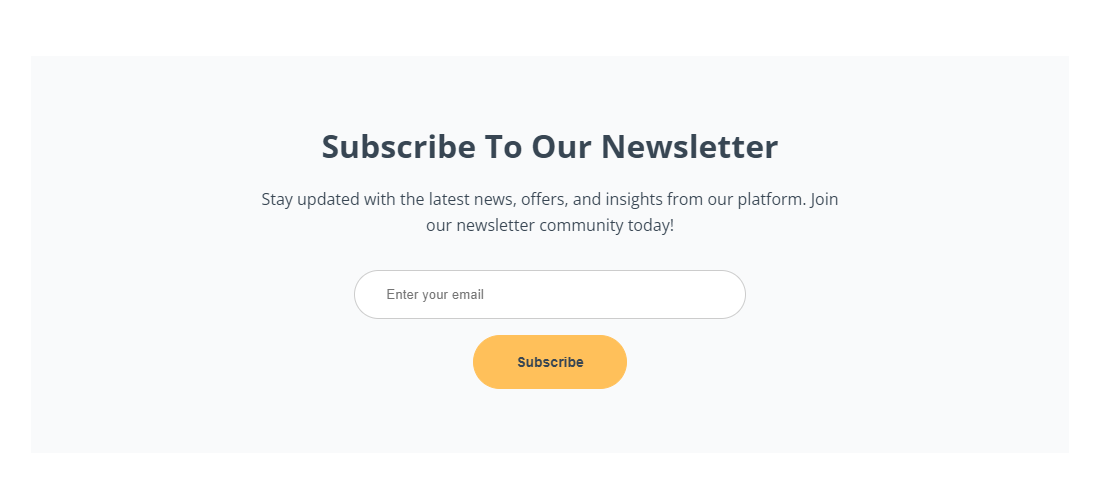 Subscribe To Our Newsletter
Stay updated with the latest news, offers, and insights from our platform. Join
our newsletter community today!
Enter your email
Subscribe